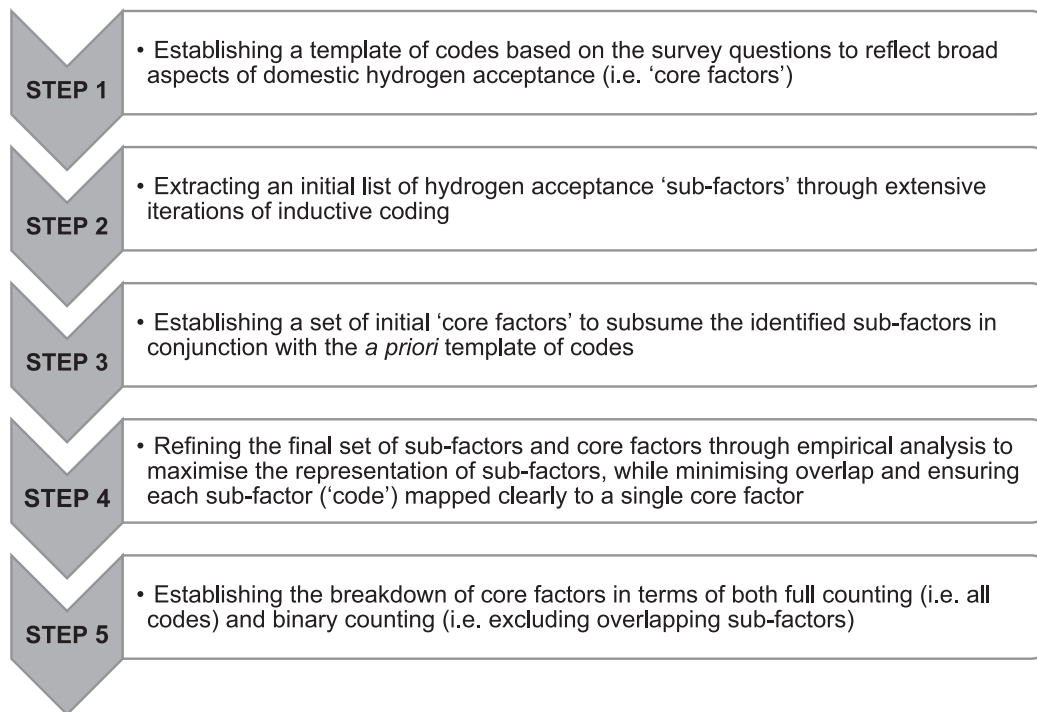 STEP 1
• Establishing a template of codes based on the survey questions to reflect broad
aspects of domestic hydrogen acceptance (i.e. ‘core factors’)
STEP 2
• Extracting an initial list of hydrogen acceptance ‘sub-factors’ through extensive
iterations of inductive coding
STEP 3
• Establishing a set of initial ‘core factors’ to subsume the identified sub-factors in
conjunction with the a priori template of codes
STEP 4
• Refining the final set of sub-factors and core factors through empirical analysis to
maximise the representation of sub-factors, while minimising overlap and ensuring
each sub-factor (‘code’) mapped clearly to a single core factor
STEP 5
• Establishing the breakdown of core factors in terms of both full counting (i.e. all
codes) and binary counting (i.e. excluding overlapping sub-factors)